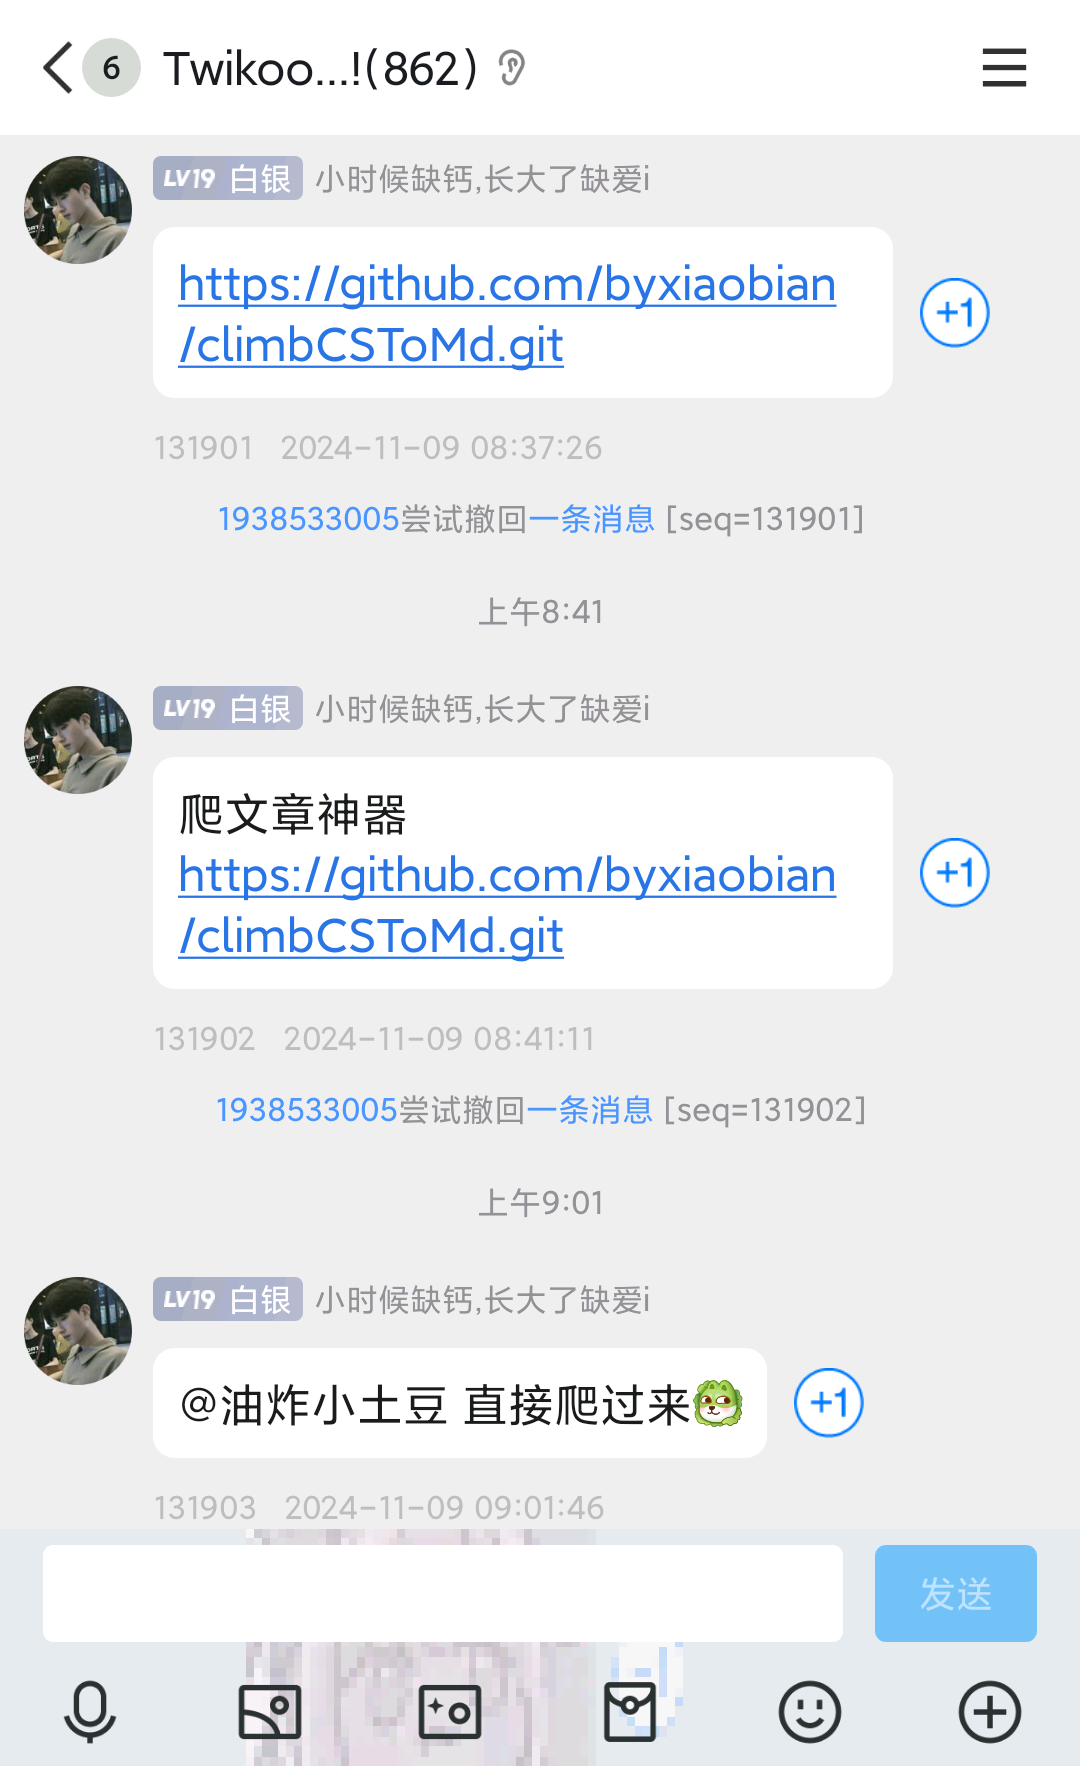 6 Twikoo...!(862)
LV19 白银 小时候缺钙,长大了缺爱i
https://github.com/byxiaobian
/climbCSToMd.git
+1
131901 2024-11-09 08:37:26
1938533005尝试撤回一条消息 [seq=131901]
上午8:41
LV19 白银 小时候缺钙,长大了缺爱i
爬文章神器
https://github.com/byxiaobian
/climbCSToMd.git
+1
131902 2024-11-09 08:41:11
1938533005尝试撤回一条消息 [seq=131902]
上午9:01
LV19 白银 小时候缺钙,长大了缺爱i
@油炸小土豆 直接爬过来
+1
131903 2024-11-09 09:01:46
发送